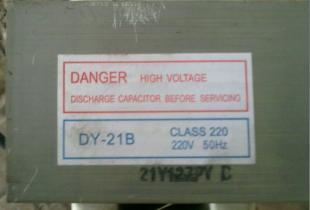 DANGER HIGH VOLTAGE
DISCHARGE CAPACITOR BEFORE SERVICING
DY-21B
CLASS 220
220V 50Hz